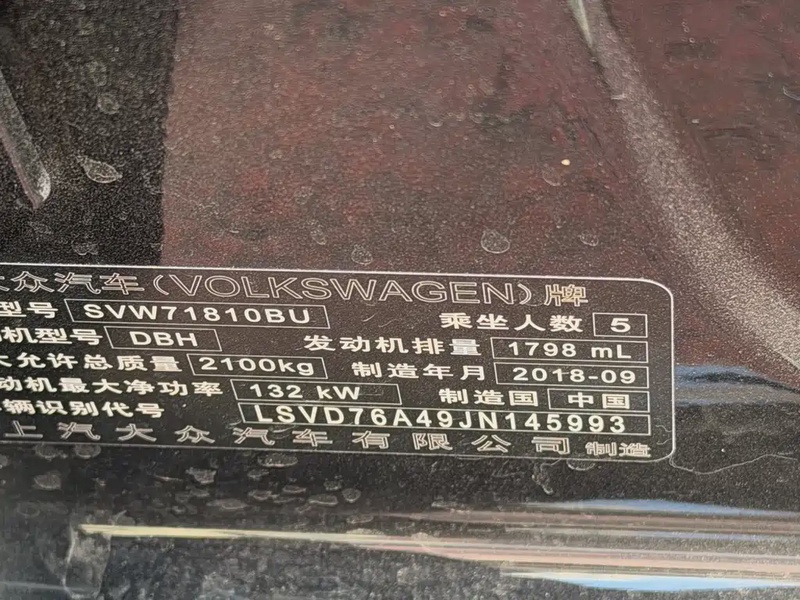 大众汽车(VOLKSWAGEN)牌
型号 SVW71810BU 乘坐人数 5
机型号 DBH 发动机排量 1798 mL
大允许总质量 2100kg 制造年月 2018-09
动机最大净功率 132 kW 制造国 中国
辆识别代号 LSVD76A49JN145993
上汽大众汽车有限公司 制造